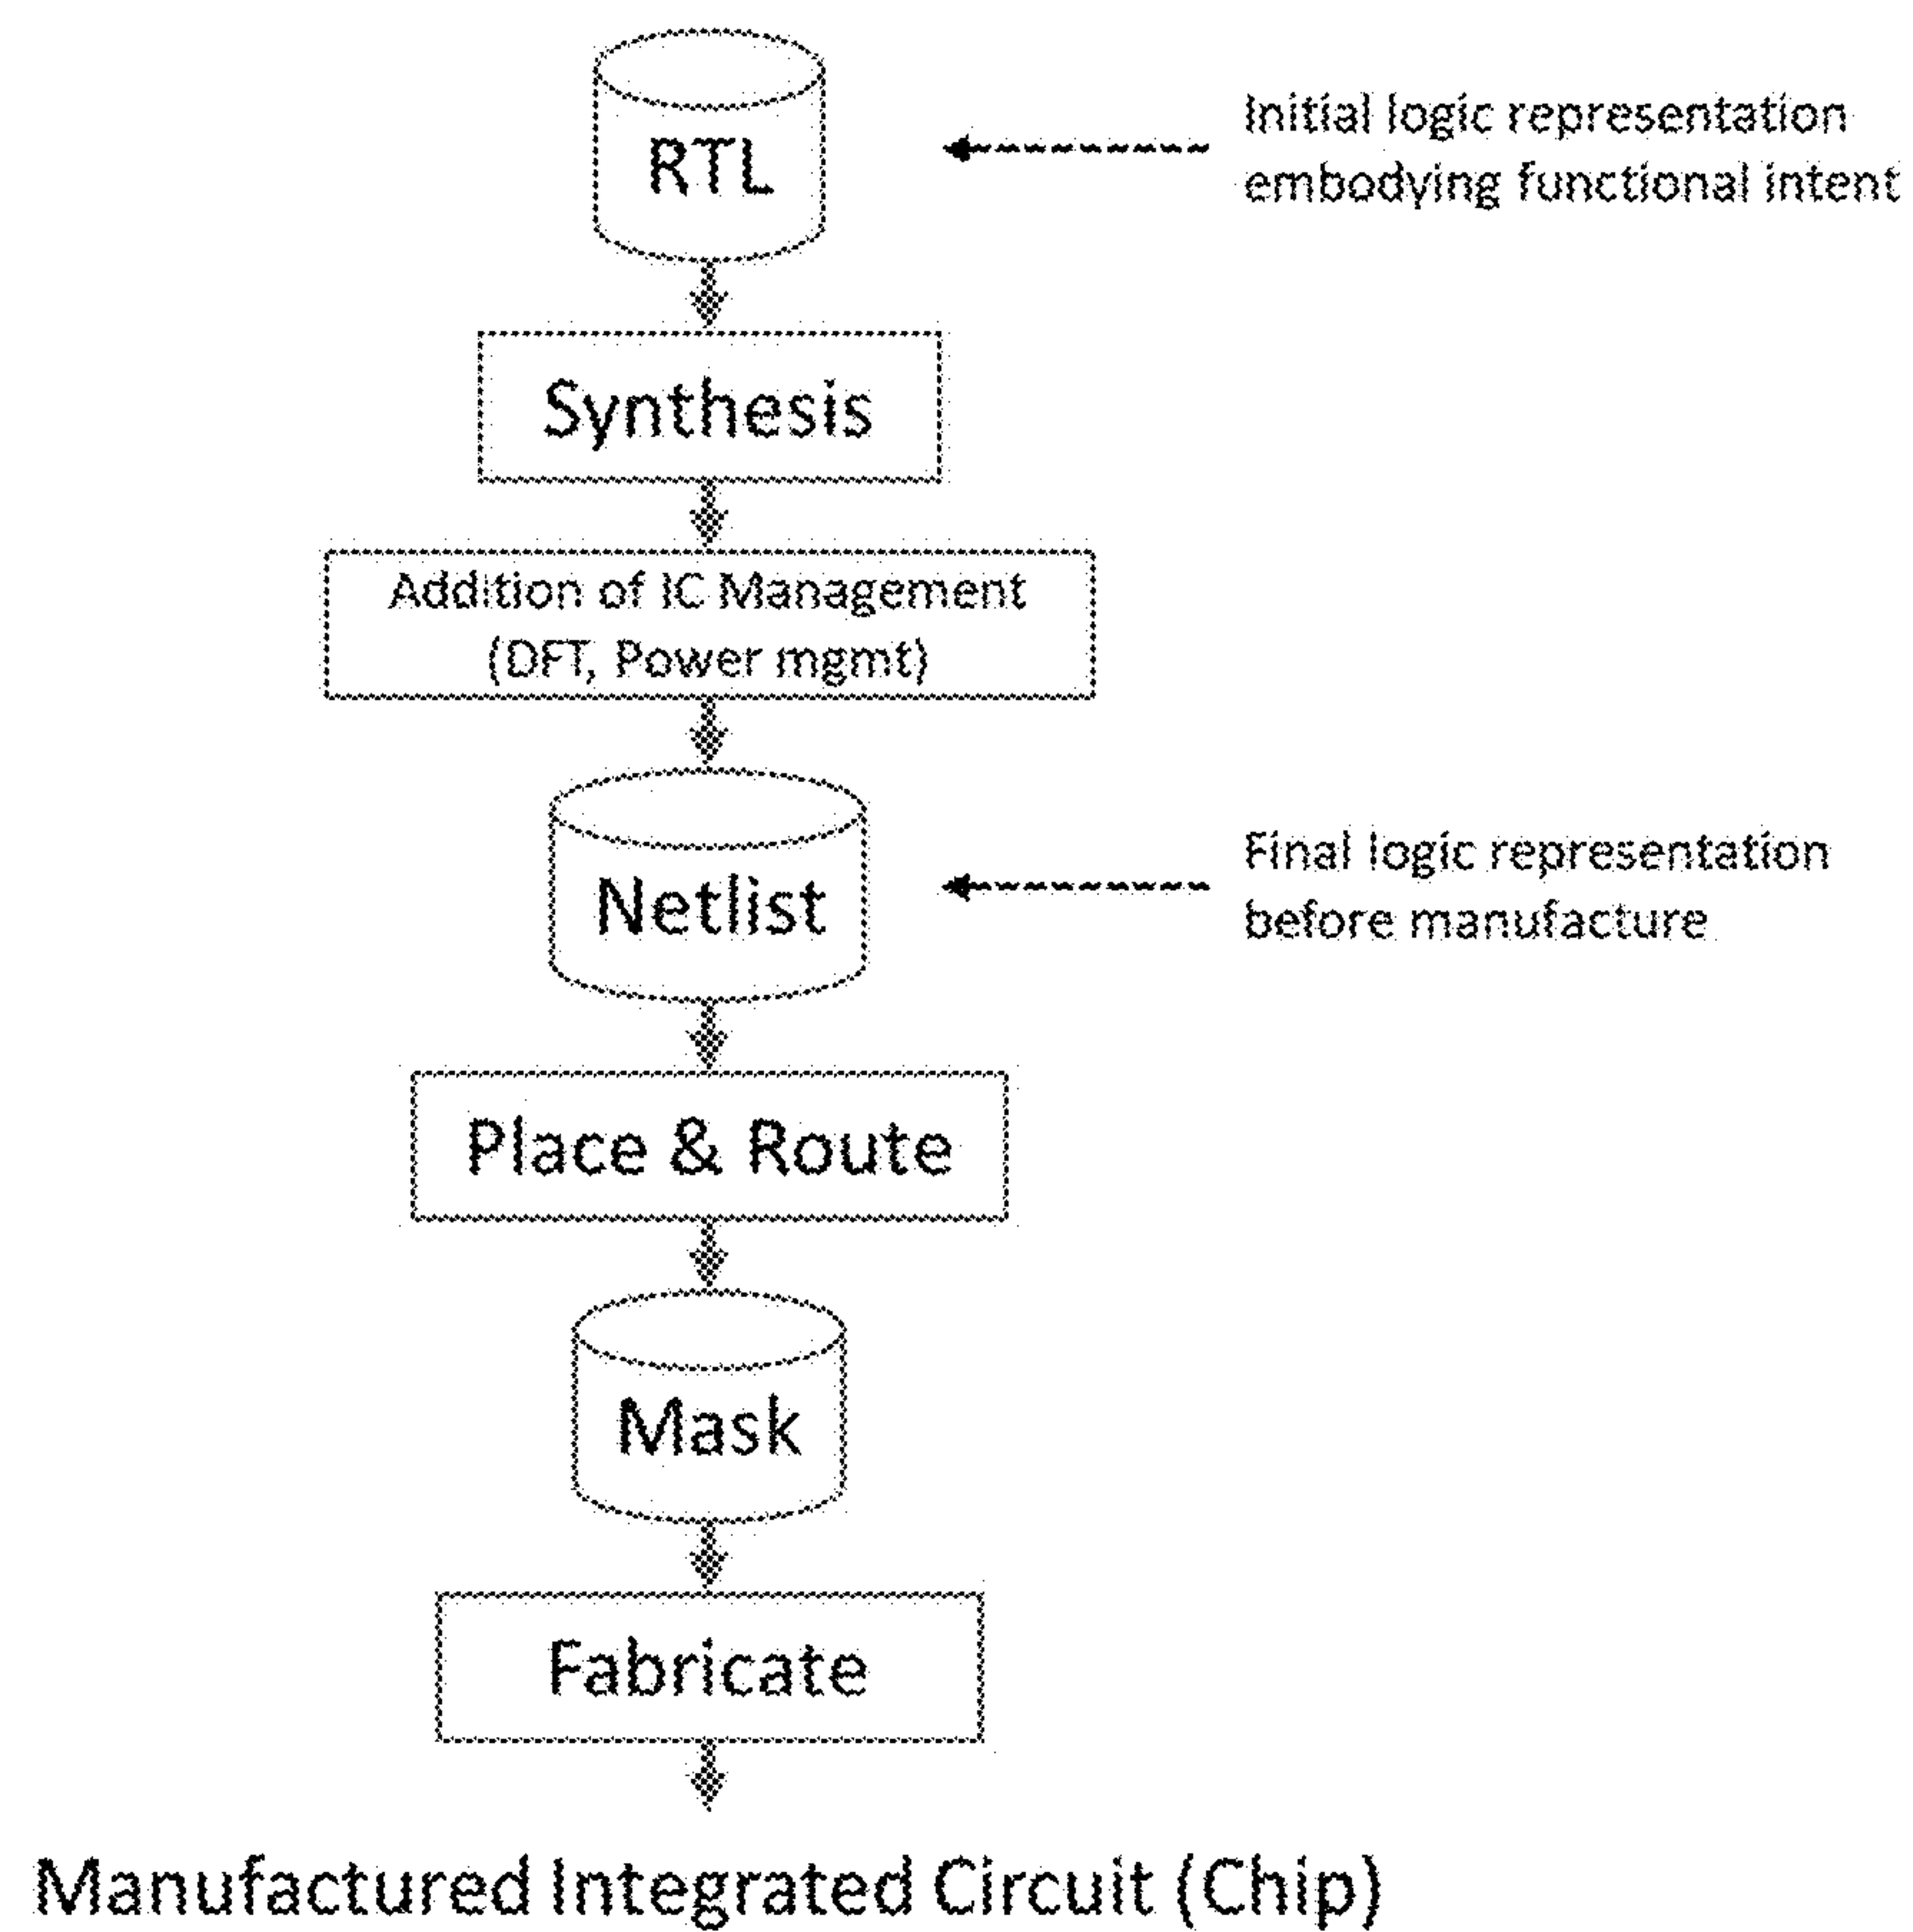 RTL
Initial logic representation
embodying functional intent
Synthesis
Addition of IC Management
(DFT, Power mgmt)
Netlist
Final logic representation
before manufacture
Place & Route
Mask
Fabricate
Manufactured Integrated Circuit (Chip)